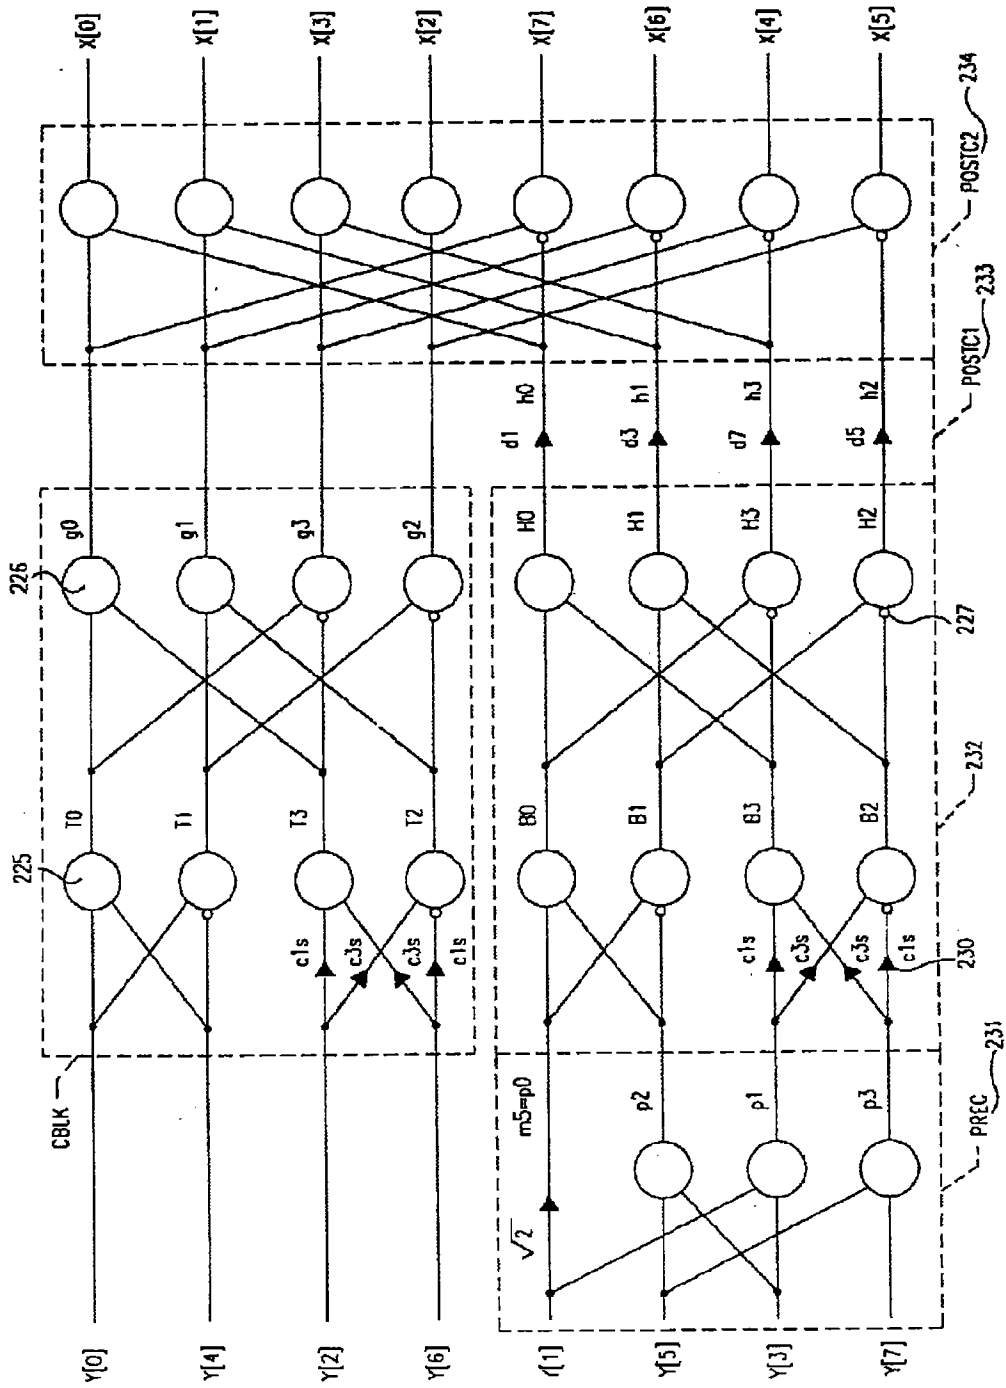 X[0]
X[1]
X[3]
X[2]
X[7]
X[6]
X[4]
X[5]
POSTC2
234
POSTC1
233
h0
h1
h3
h2
d1
d3
d7
d5
226
g0
g1
g3
g2
H0
H1
H3
H2
227
225
T0
T1
T3
T2
B0
B1
B3
B2
232
c1s
c3s
c3s
c1s
c1s
c3s
c3s
c1s
230
CBLK
m5=p0
p2
p1
p3
√2
PREC
231
Y[0]
Y[4]
Y[2]
Y[6]
Y[1]
Y[5]
Y[3]
Y[7]